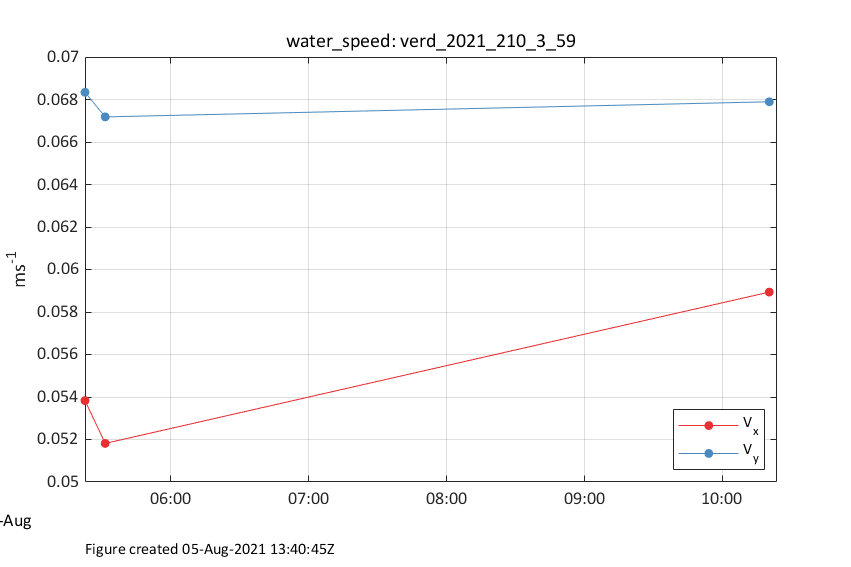 water_speed: verd_2021_210_3_59
0.07
0.068
0.066
0.064
0.062
0.06
0.058
0.056
0.054
0.052
0.05
ms⁻¹
06:00 07:00 08:00 09:00 10:00
Vₓ
V_y
-Aug
Figure created 05-Aug-2021 13:40:45Z